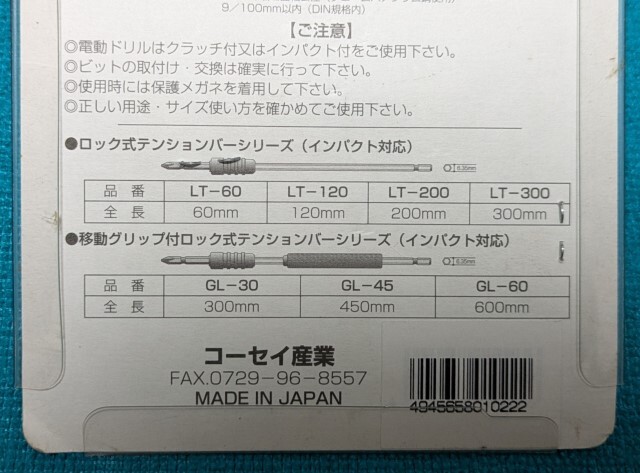 9／100mm以内（DIN規格内）
【ご注意】
◎電動ドリルはクラッチ付又はインパクト付をご使用下さい。
◎ビットの取付け・交換は確実に行って下さい。
◎使用時には保護メガネを着用して下さい。
◎正しい用途・サイズ使い方を確かめてご使用下さい。
●ロック式テンションバーシリーズ（インパクト対応）
6.35mm
品番 LT−60 LT−120 LT−200 LT−300
全長 60mm 120mm 200mm 300mm
●移動グリップ付ロック式テンションバーシリーズ（インパクト対応）
6.35mm
品番 GL−30 GL−45 GL−60
全長 300mm 450mm 600mm
コーセイ産業
FAX.0729−96−8557
MADE IN JAPAN
4945658010222